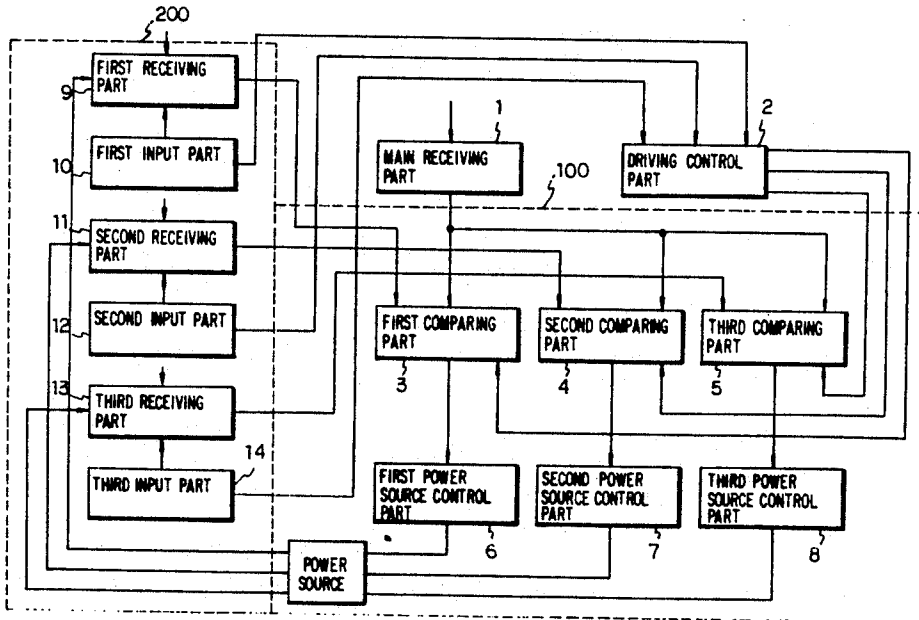 200
FIRST RECEIVING
PART
9
FIRST INPUT PART
10
11
SECOND RECEIVING
PART
SECOND INPUT PART
12
13
THIRD RECEIVING
PART
14
THIRD INPUT PART
1
MAIN RECEIVING
PART
2
DRIVING CONTROL
PART
100
FIRST COMPARING
PART
3
SECOND COMPARING
PART
4
THIRD COMPARING
PART
5
FIRST POWER
SOURCE CONTROL
PART
6
SECOND POWER
SOURCE CONTROL
PART
7
THIRD POWER
SOURCE CONTROL
PART
8
POWER
SOURCE